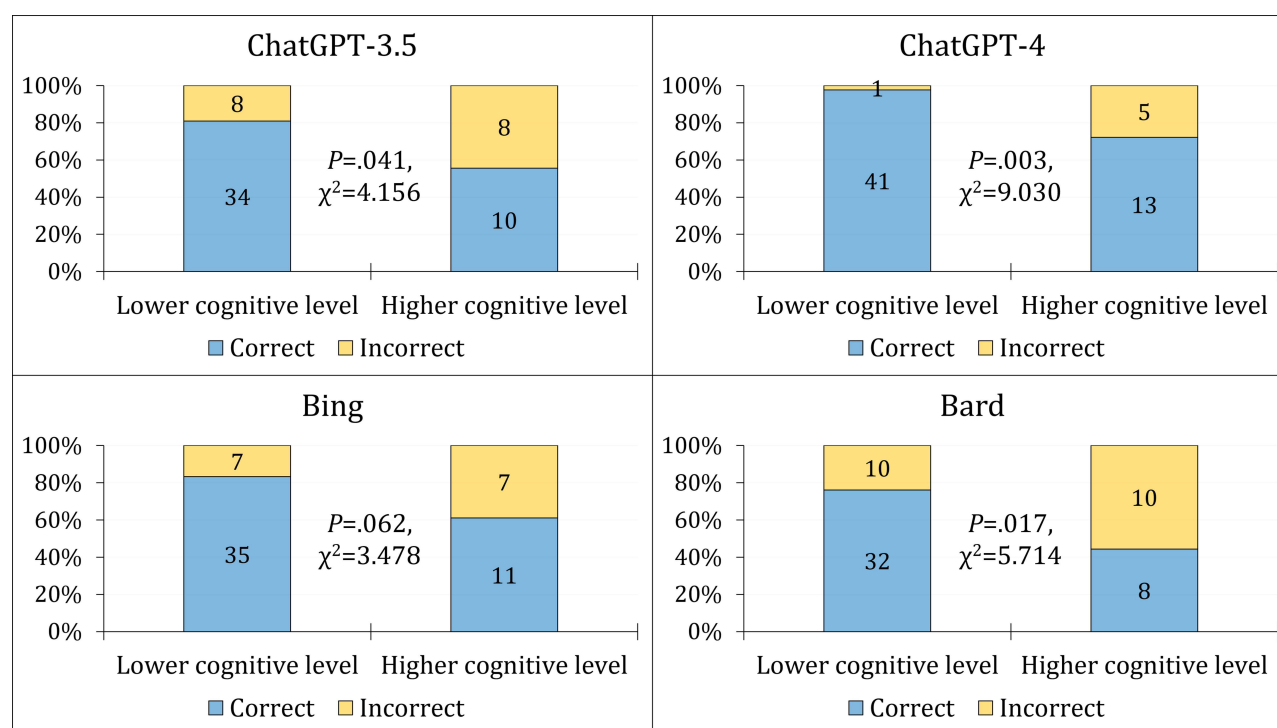 ChatGPT-3.5
100%
80%
60%
40%
20%
0%
8
34
P=.041,
χ²=4.156
8
10
Lower cognitive level Higher cognitive level
Correct Incorrect
ChatGPT-4
100%
80%
60%
40%
20%
0%
1
41
P=.003,
χ²=9.030
5
13
Lower cognitive level Higher cognitive level
Correct Incorrect
Bing
100%
80%
60%
40%
20%
0%
7
35
P=.062,
χ²=3.478
7
11
Lower cognitive level Higher cognitive level
Correct Incorrect
Bard
100%
80%
60%
40%
20%
0%
10
32
P=.017,
χ²=5.714
10
8
Lower cognitive level Higher cognitive level
Correct Incorrect